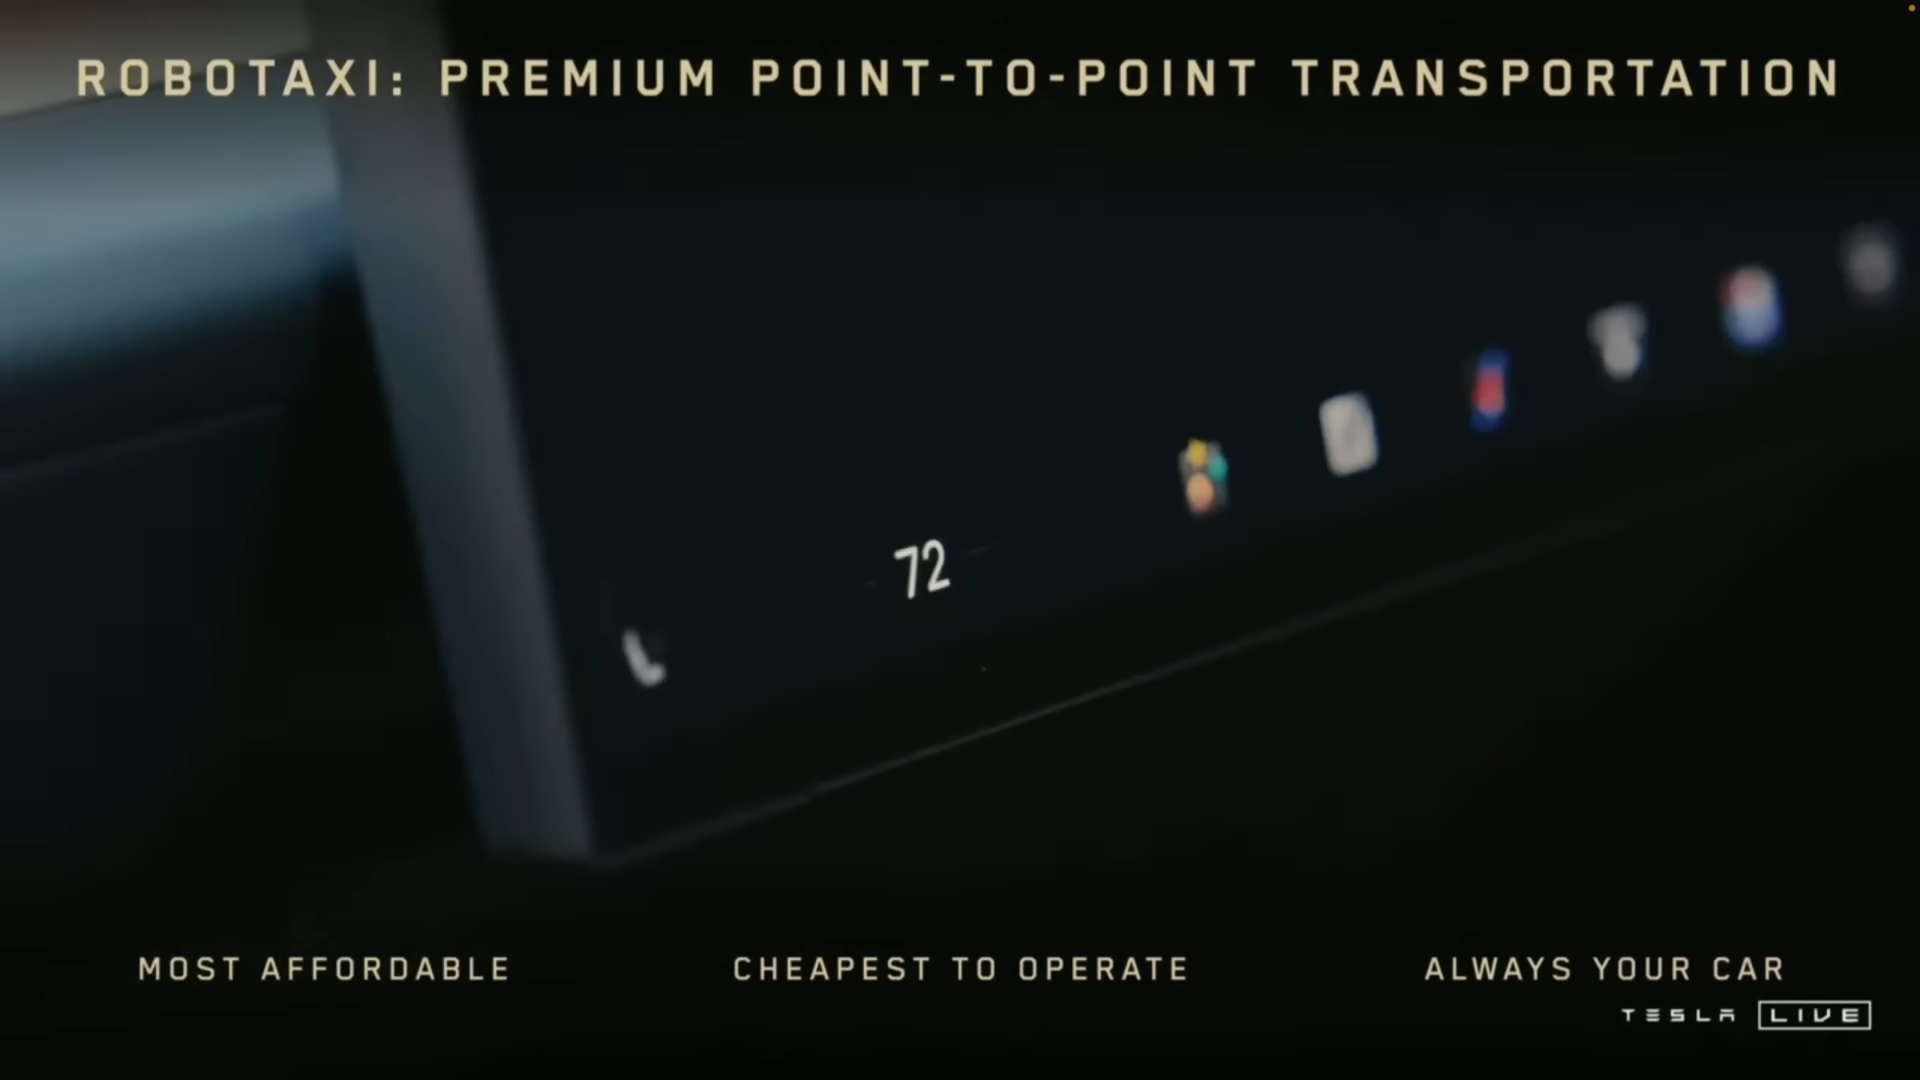 ROBOTAXI: PREMIUM POINT-TO-POINT TRANSPORTATION
72
MOST AFFORDABLE
CHEAPEST TO OPERATE
ALWAYS YOUR CAR
TESLA LIVE